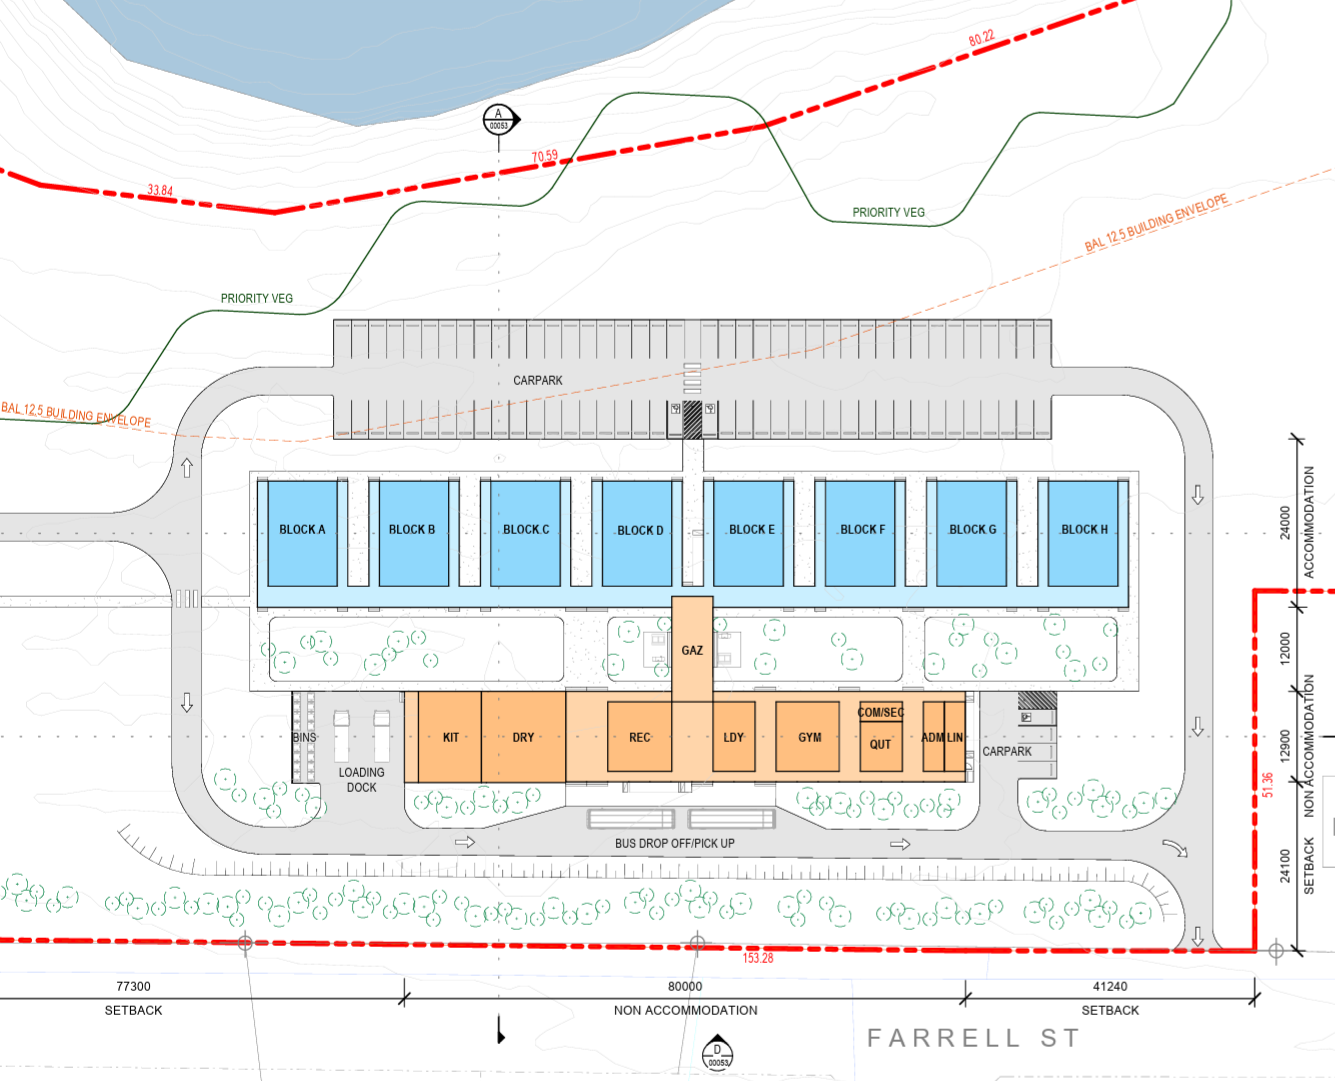 80.22
A
00053
70.59
33.84
PRIORITY VEG
BAL 12.5 BUILDING ENVELOPE
PRIORITY VEG
CARPARK
BAL 12.5 BUILDING ENVELOPE
BLOCK A
BLOCK B
BLOCK C
BLOCK D
BLOCK E
BLOCK F
BLOCK G
BLOCK H
24000
ACCOMMODATION
GAZ
12000
COM/SEC
KIT
DRY
REC
LDY
GYM
QUT
ADM
LIN
BINS
CARPARK
12900
NON ACCOMMODATION
LOADING
DOCK
51.36
BUS DROP OFF/PICK UP
24100
SETBACK
153.28
77300
SETBACK
80000
NON ACCOMMODATION
41240
SETBACK
FARRELL ST
D
00053